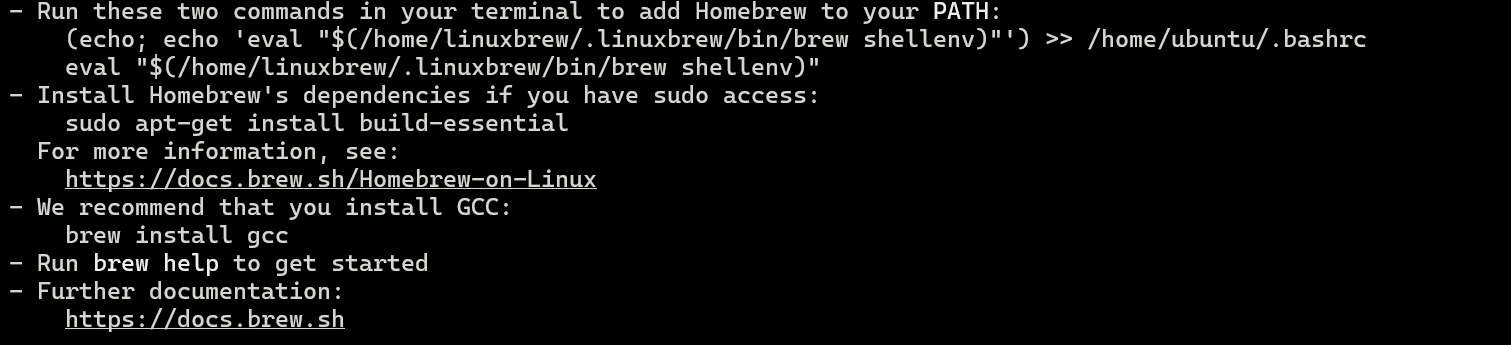 - Run these two commands in your terminal to add Homebrew to your PATH:
    (echo; echo 'eval "$(/home/linuxbrew/.linuxbrew/bin/brew shellenv)"') >> /home/ubuntu/.bashrc
    eval "$(/home/linuxbrew/.linuxbrew/bin/brew shellenv)"
- Install Homebrew's dependencies if you have sudo access:
    sudo apt-get install build-essential
  For more information, see:
    https://docs.brew.sh/Homebrew-on-Linux
- We recommend that you install GCC:
    brew install gcc
- Run brew help to get started
- Further documentation:
    https://docs.brew.sh